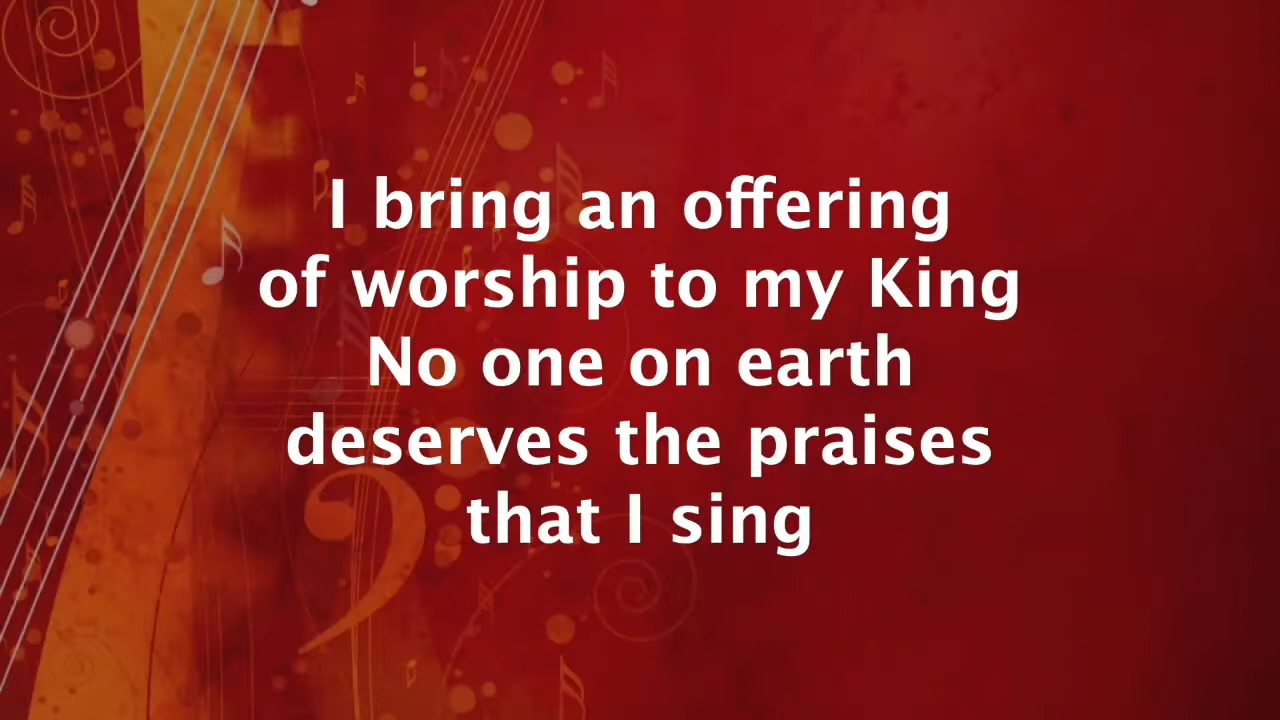 I bring an offering
of worship to my King
No one on earth
deserves the praises
that I sing